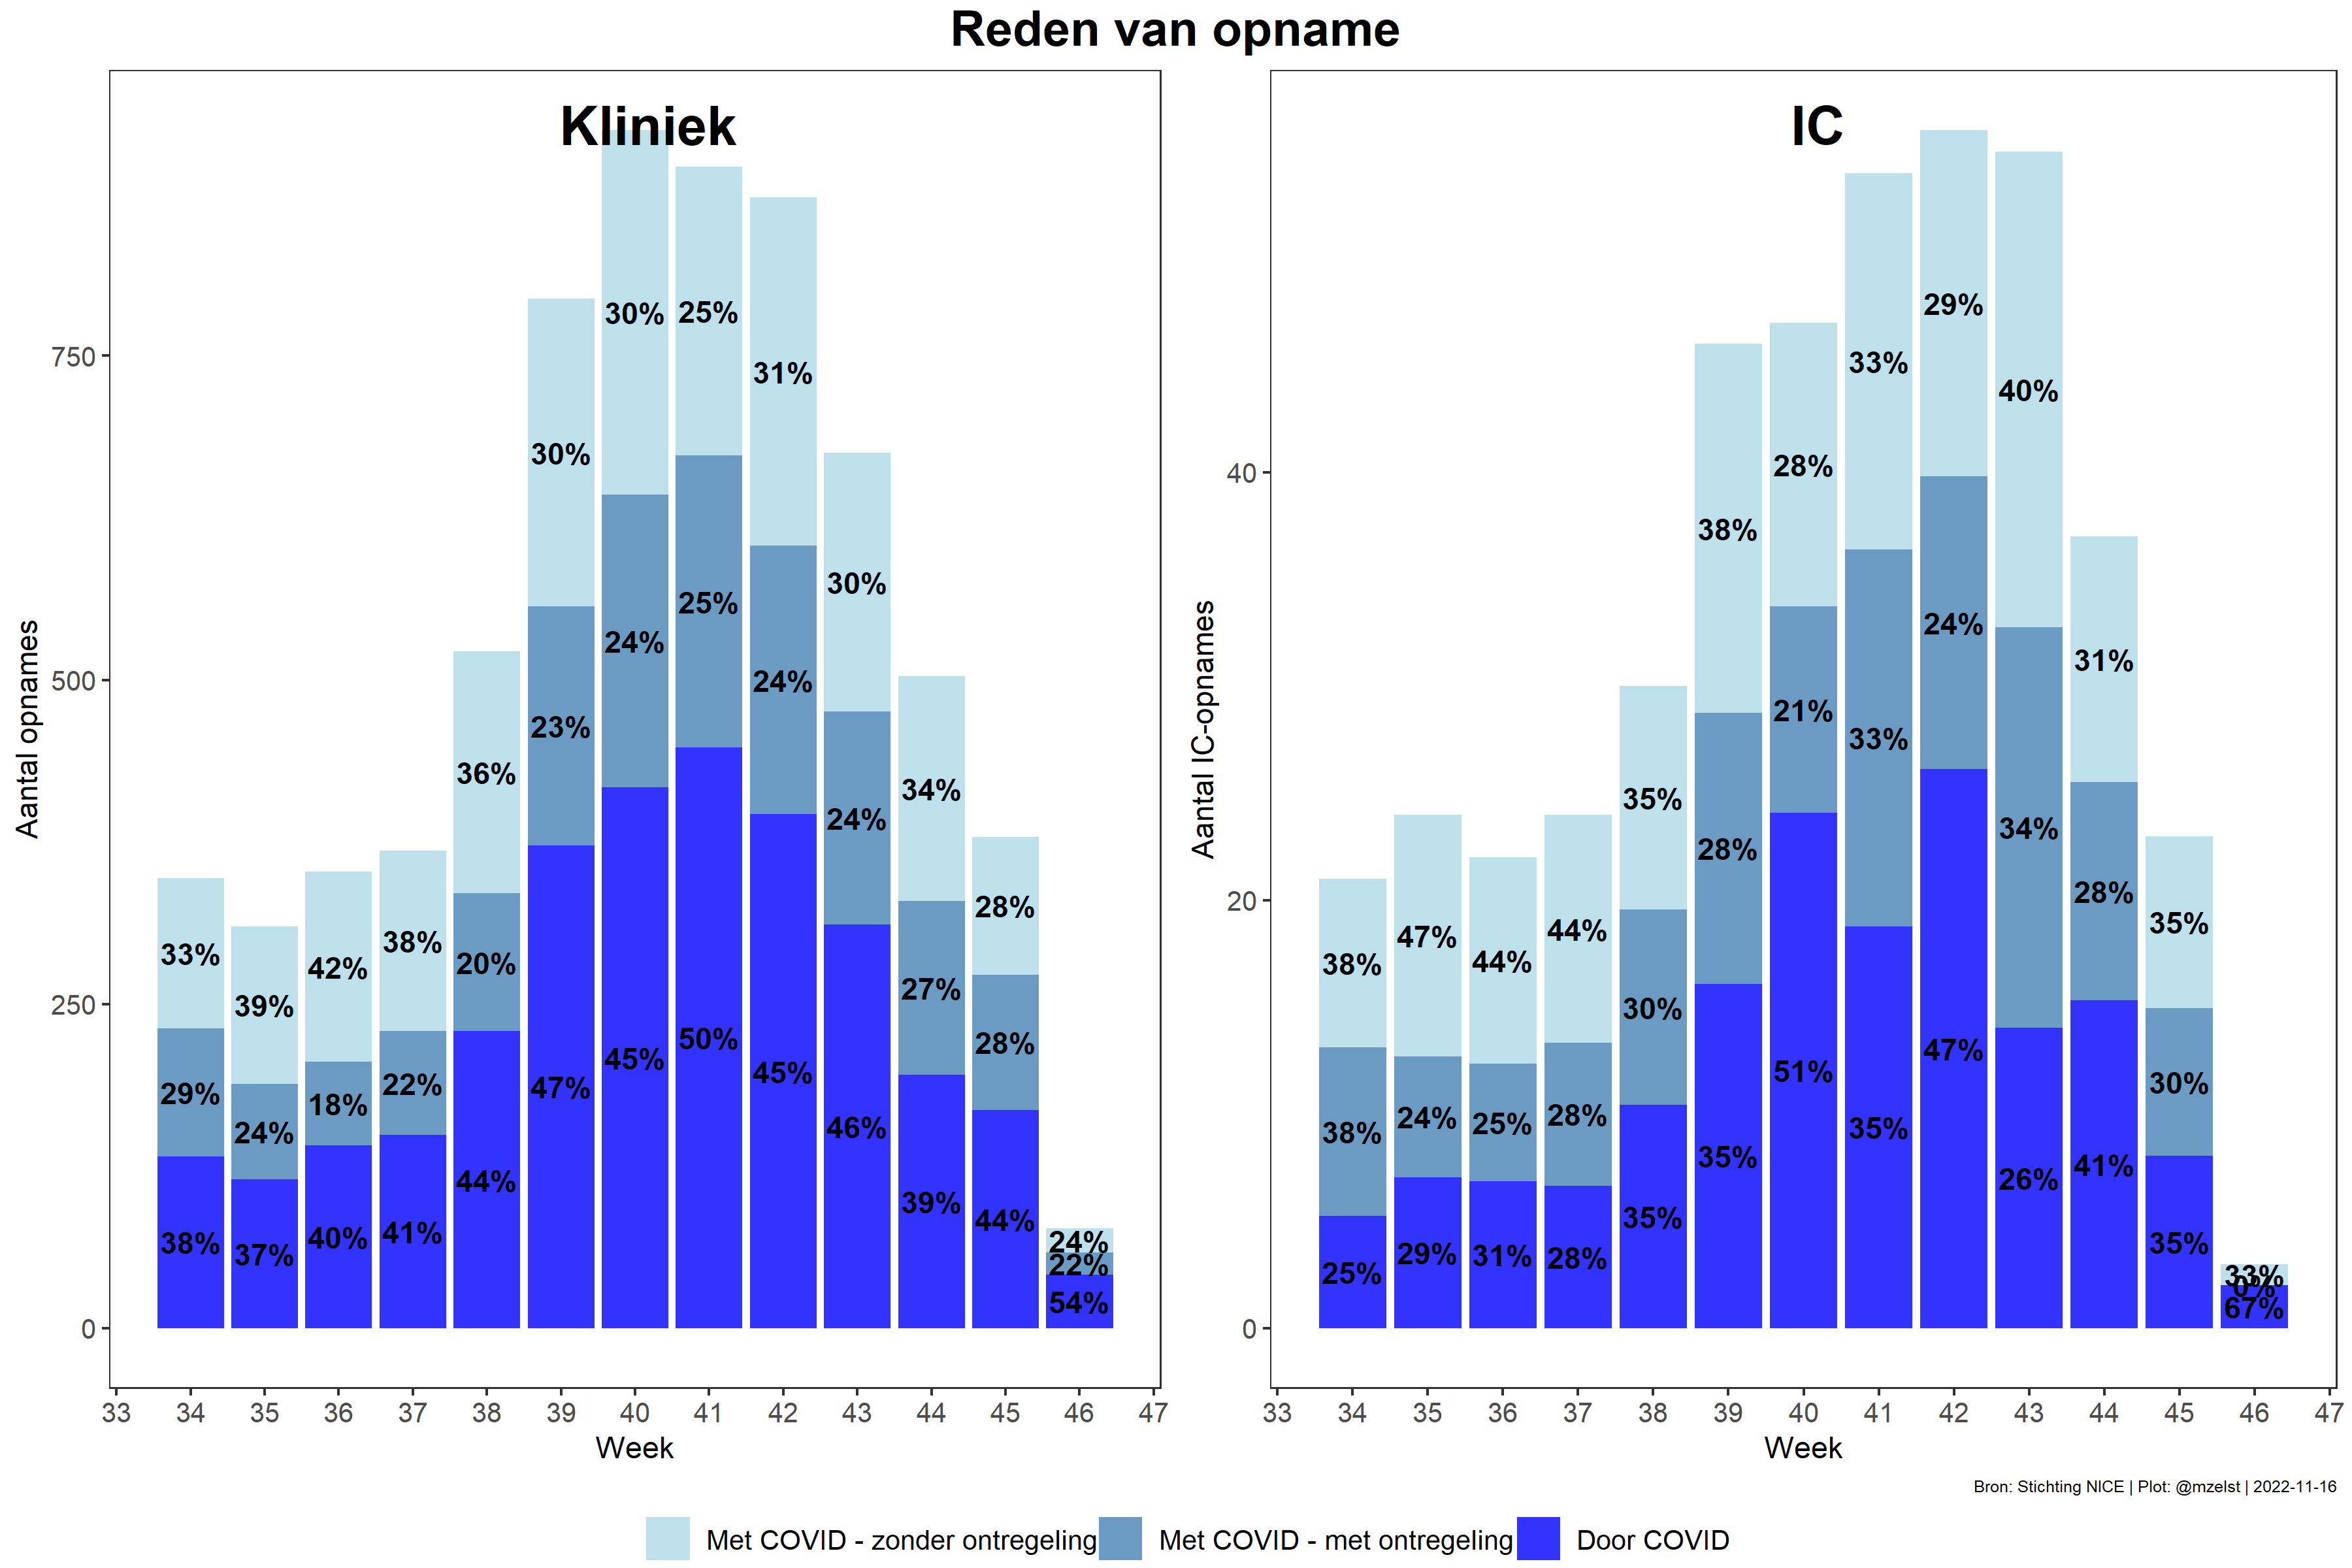 Reden van opname
Kliniek
IC
Aantal opnames
750
500
250
0
30% 25% 31% 30% 30% 36% 34% 28% 33% 39% 42% 38% 24%
29% 24% 18% 22% 20% 23% 24% 25% 24% 24% 27% 28% 22%
38% 37% 40% 41% 44% 47% 45% 50% 45% 46% 39% 44% 54%
33 34 35 36 37 38 39 40 41 42 43 44 45 46 47
Week
Aantal IC-opnames
40
20
0
38% 47% 44% 44% 35% 38% 28% 33% 29% 40% 31% 35% 33%
38% 24% 25% 28% 30% 28% 21% 33% 24% 34% 28% 30% 0%
25% 29% 31% 28% 35% 35% 51% 35% 47% 26% 41% 35% 67%
33 34 35 36 37 38 39 40 41 42 43 44 45 46 47
Week
Bron: Stichting NICE | Plot: @mzelst | 2022-11-16
Met COVID - zonder ontregeling Met COVID - met ontregeling Door COVID